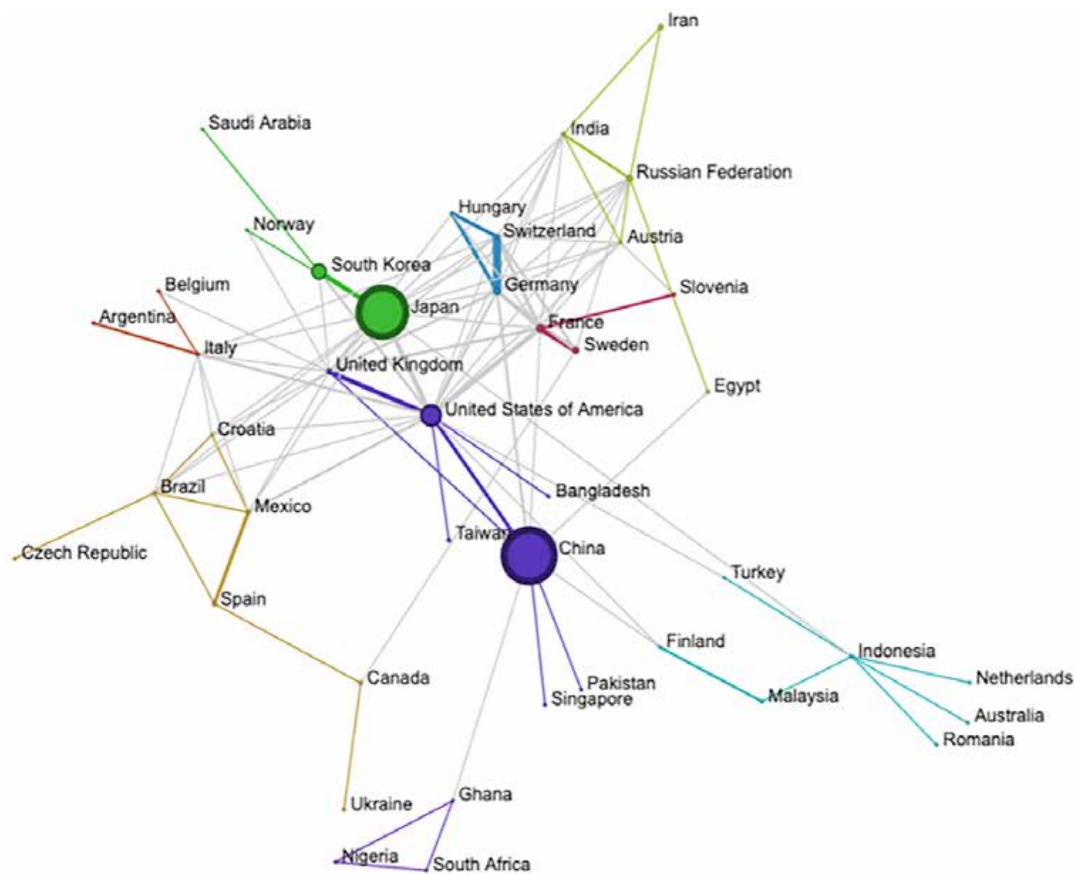 Iran
Saudi Arabia
India
Russian Federation
Hungary
Norway
Switzerland
Austria
South Korea
Belgium
Germany
Slovenia
Japan
Argentina
France
Italy
Sweden
United Kingdom
Egypt
United States of America
Croatia
Brazil
Bangladesh
Mexico
Taiwan
China
Czech Republic
Turkey
Spain
Finland
Indonesia
Canada
Netherlands
Pakistan
Malaysia
Singapore
Australia
Romania
Ghana
Ukraine
Nigeria
South Africa